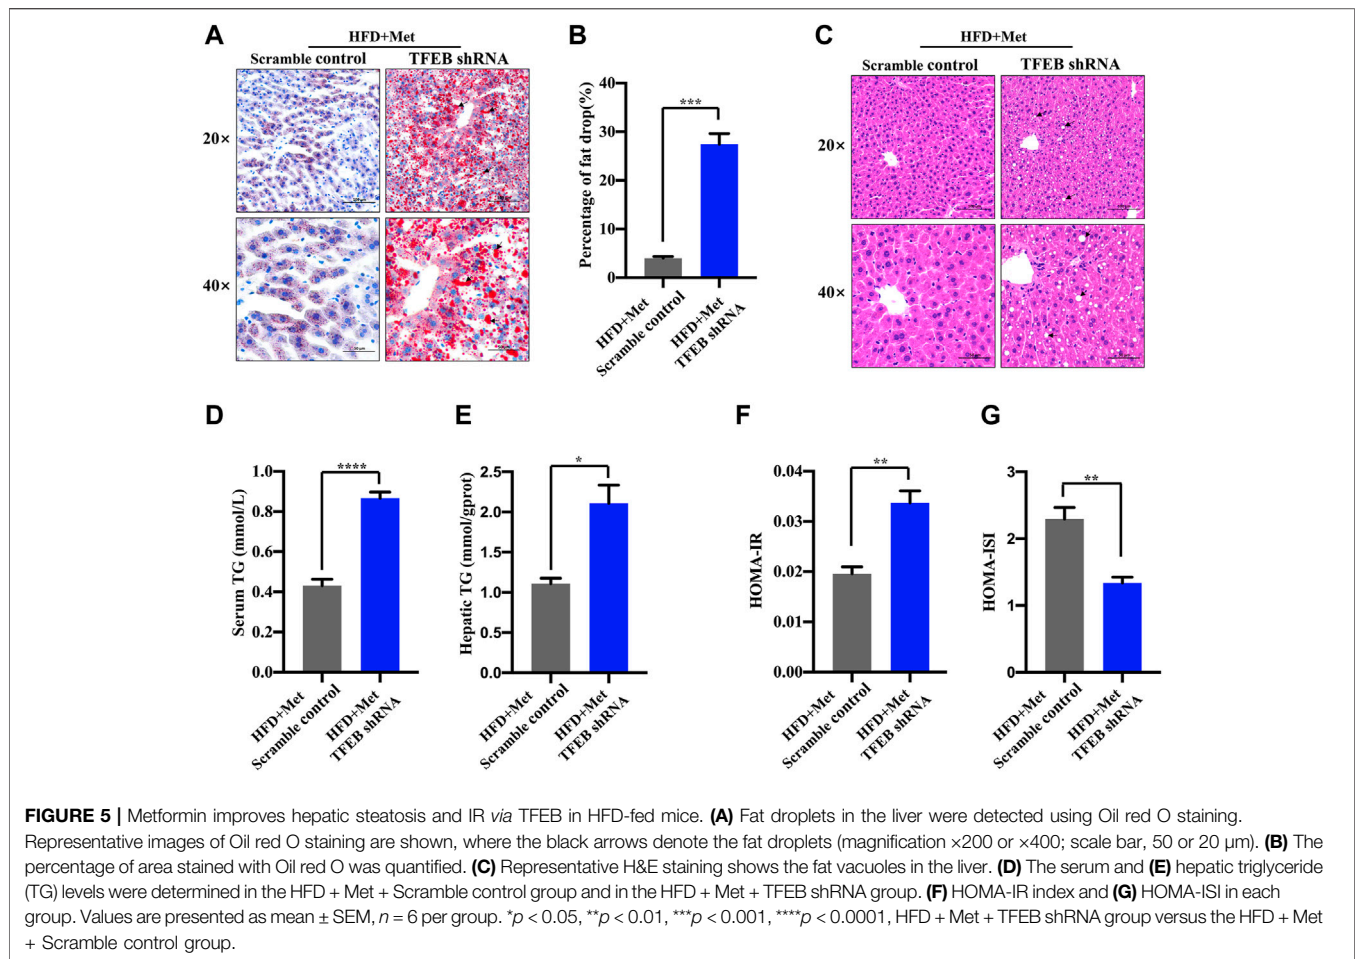 A
HFD+Met
Scramble control
TFEB shRNA
20×
40×
B
Percentage of fat drop(%)
50
40
30
20
10
0
***
HFD+Met
Scramble control
HFD+Met
TFEB shRNA
C
HFD+Met
Scramble control
TFEB shRNA
20×
40×
D
Serum TG (mmol/L)
1.0
0.8
0.6
0.4
0.2
0.0
****
HFD+Met
Scramble control
HFD+Met
TFEB shRNA
E
Hepatic TG (mmol/gprot)
2.5
2.0
1.5
1.0
0.5
0.0
*
HFD+Met
Scramble control
HFD+Met
TFEB shRNA
F
HOMA-IR
0.04
0.03
0.02
0.01
0.00
**
HFD+Met
Scramble control
HFD+Met
TFEB shRNA
G
HOMA-ISI
3
2
1
0
**
HFD+Met
Scramble control
HFD+Met
TFEB shRNA
FIGURE 5 | Metformin improves hepatic steatosis and IR via TFEB in HFD-fed mice. (A) Fat droplets in the liver were detected using Oil red O staining.
Representative images of Oil red O staining are shown, where the black arrows denote the fat droplets (magnification ×200 or ×400; scale bar, 50 or 20 µm). (B) The
percentage of area stained with Oil red O was quantified. (C) Representative H&E staining shows the fat vacuoles in the liver. (D) The serum and (E) hepatic triglyceride
(TG) levels were determined in the HFD + Met + Scramble control group and in the HFD + Met + TFEB shRNA group. (F) HOMA-IR index and (G) HOMA-ISI in each
group. Values are presented as mean ± SEM, n = 6 per group. *p < 0.05, **p < 0.01, ***p < 0.001, ****p < 0.0001, HFD + Met + TFEB shRNA group versus the HFD + Met
+ Scramble control group.